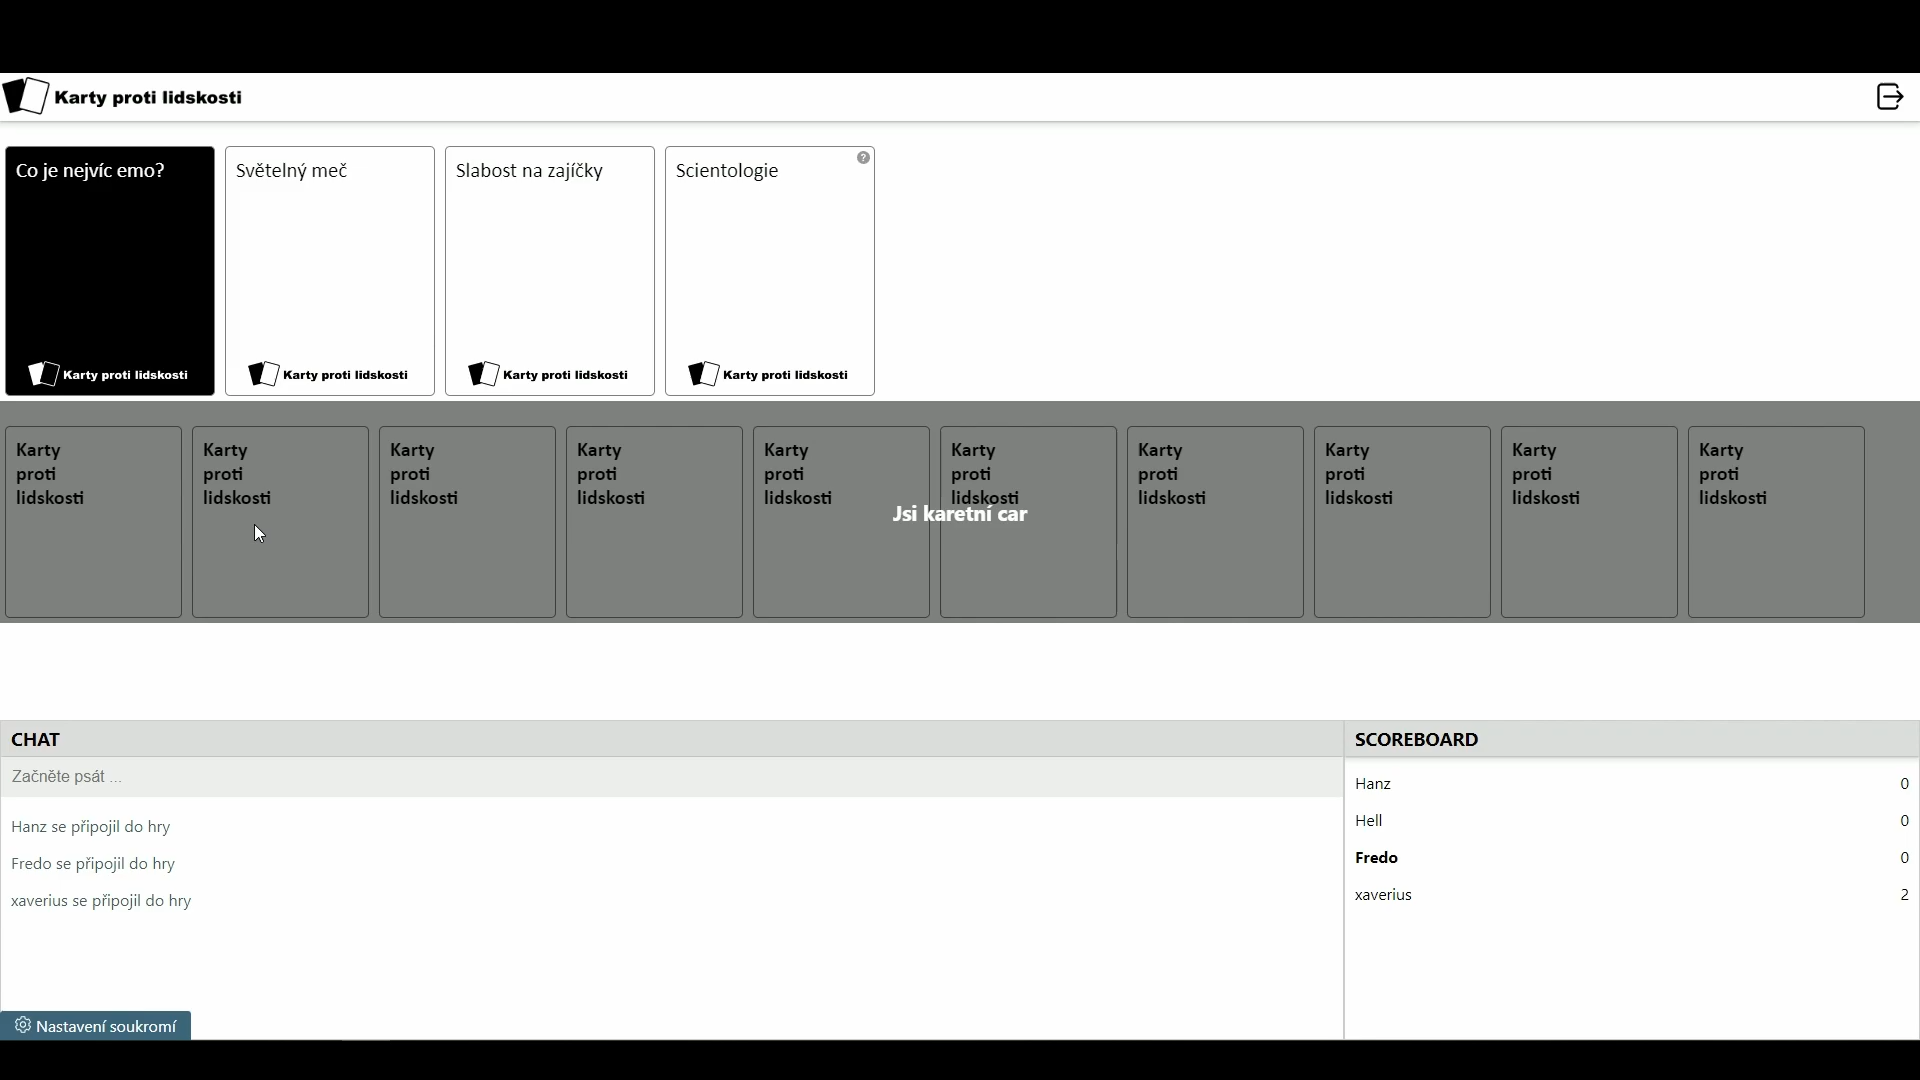 Karty proti lidskosti
Co je nejvíc emo?
Karty proti lidskosti
Světelný meč
Karty proti lidskosti
Slabost na zajíčky
Karty proti lidskosti
Scientologie
?
Karty proti lidskosti
Karty
proti
lidskosti
Karty
proti
lidskosti
Karty
proti
lidskosti
Karty
proti
lidskosti
Karty
proti
lidskosti
Karty
proti
lidskosti
Karty
proti
lidskosti
Karty
proti
lidskosti
Karty
proti
lidskosti
Karty
proti
lidskosti
Jsi karetní car
CHAT
Začněte psát ...
Hanz se připojil do hry
Fredo se připojil do hry
xaverius se připojil do hry
Nastavení soukromí
SCOREBOARD
Hanz 0
Hell 0
Fredo 0
xaverius 2